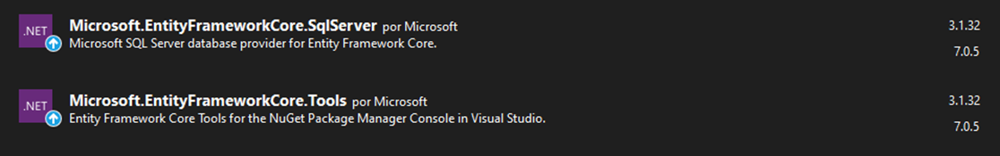 .NET
Microsoft.EntityFrameworkCore.SqlServer por Microsoft 3.1.32
Microsoft SQL Server database provider for Entity Framework Core. 7.0.5
.NET
Microsoft.EntityFrameworkCore.Tools por Microsoft 3.1.32
Entity Framework Core Tools for the NuGet Package Manager Console in Visual Studio. 7.0.5